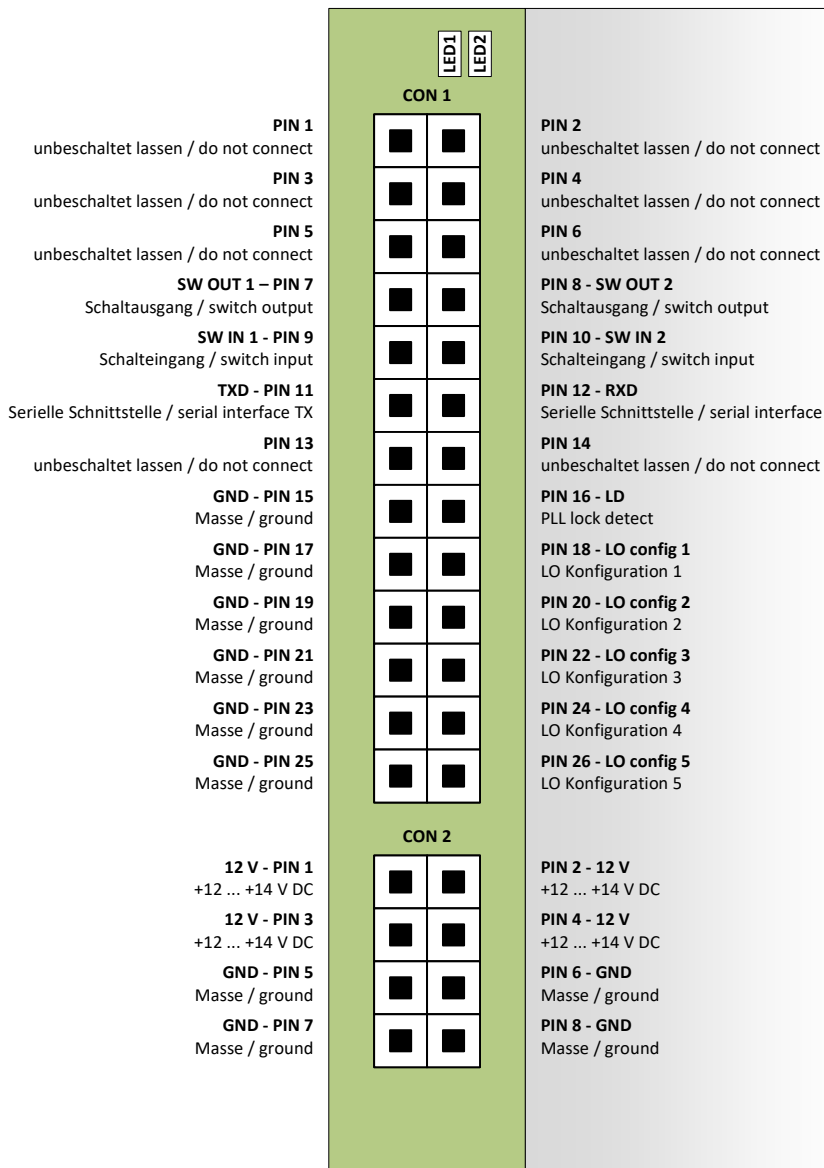 LED1 LED2
CON 1
PIN 1
unbeschaltet lassen / do not connect
PIN 2
unbeschaltet lassen / do not connect
PIN 3
unbeschaltet lassen / do not connect
PIN 4
unbeschaltet lassen / do not connect
PIN 5
unbeschaltet lassen / do not connect
PIN 6
unbeschaltet lassen / do not connect
SW OUT 1 – PIN 7
Schaltausgang / switch output
PIN 8 - SW OUT 2
Schaltausgang / switch output
SW IN 1 - PIN 9
Schalteingang / switch input
PIN 10 - SW IN 2
Schalteingang / switch input
TXD - PIN 11
Serielle Schnittstelle / serial interface TX
PIN 12 - RXD
Serielle Schnittstelle / serial interface
PIN 13
unbeschaltet lassen / do not connect
PIN 14
unbeschaltet lassen / do not connect
GND - PIN 15
Masse / ground
PIN 16 - LD
PLL lock detect
GND - PIN 17
Masse / ground
PIN 18 - LO config 1
LO Konfiguration 1
GND - PIN 19
Masse / ground
PIN 20 - LO config 2
LO Konfiguration 2
GND - PIN 21
Masse / ground
PIN 22 - LO config 3
LO Konfiguration 3
GND - PIN 23
Masse / ground
PIN 24 - LO config 4
LO Konfiguration 4
GND - PIN 25
Masse / ground
PIN 26 - LO config 5
LO Konfiguration 5
CON 2
12 V - PIN 1
+12 ... +14 V DC
PIN 2 - 12 V
+12 ... +14 V DC
12 V - PIN 3
+12 ... +14 V DC
PIN 4 - 12 V
+12 ... +14 V DC
GND - PIN 5
Masse / ground
PIN 6 - GND
Masse / ground
GND - PIN 7
Masse / ground
PIN 8 - GND
Masse / ground